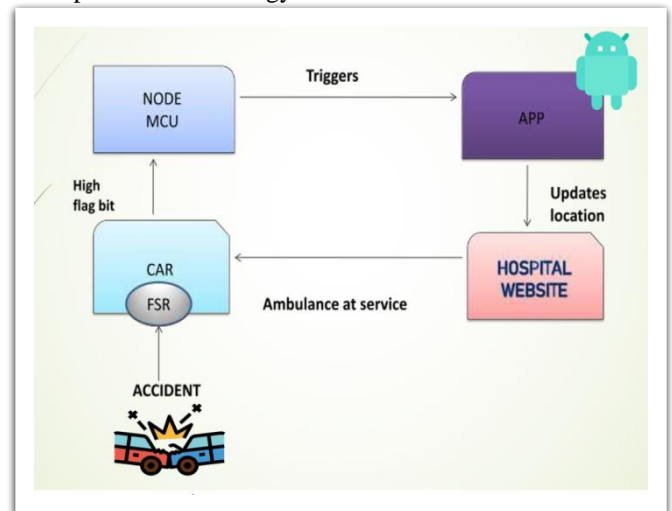 NODE
MCU
Triggers
APP
High
flag bit
Updates
location
CAR
FSR
HOSPITAL
WEBSITE
Ambulance at service
ACCIDENT